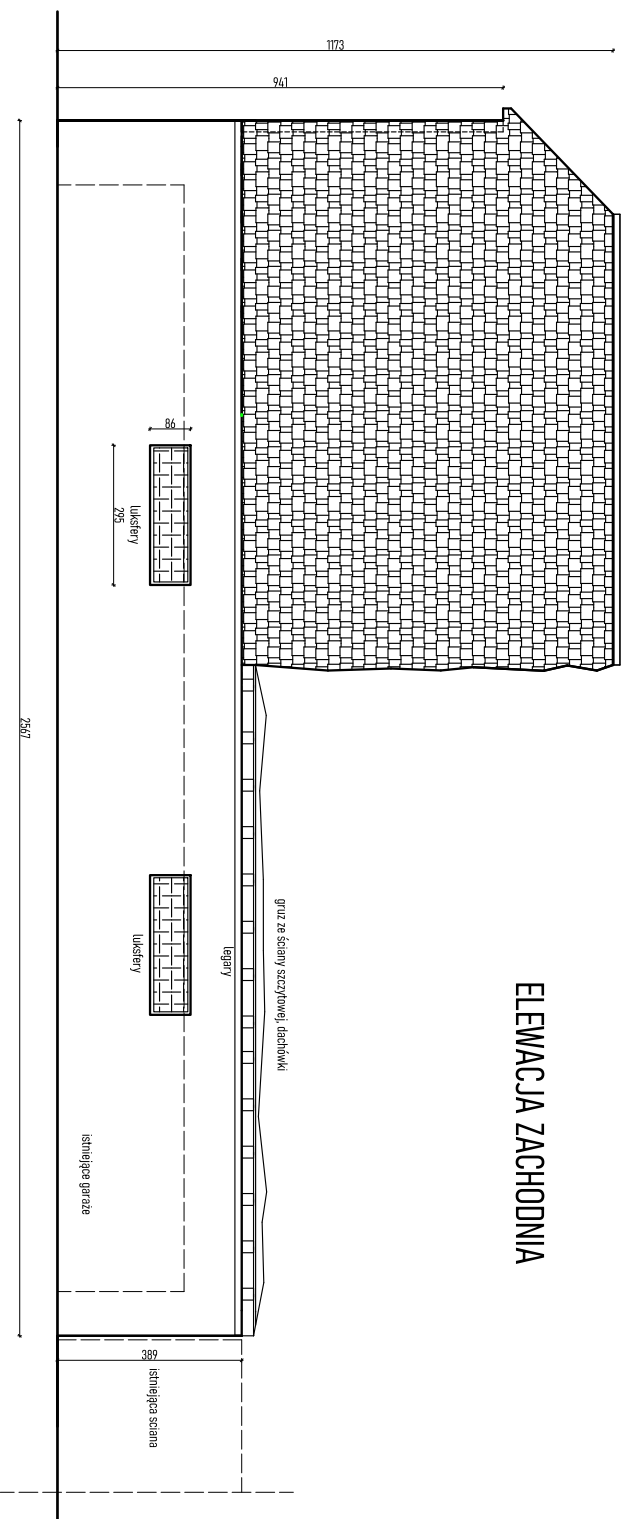 ELEWACJA ZACHODNIA
1173
941
86
luksfery
295
2567
gruz ze ściany szczytowej, dachówki
legary
luksfery
istniejące garaże
389
istniejąca sciana